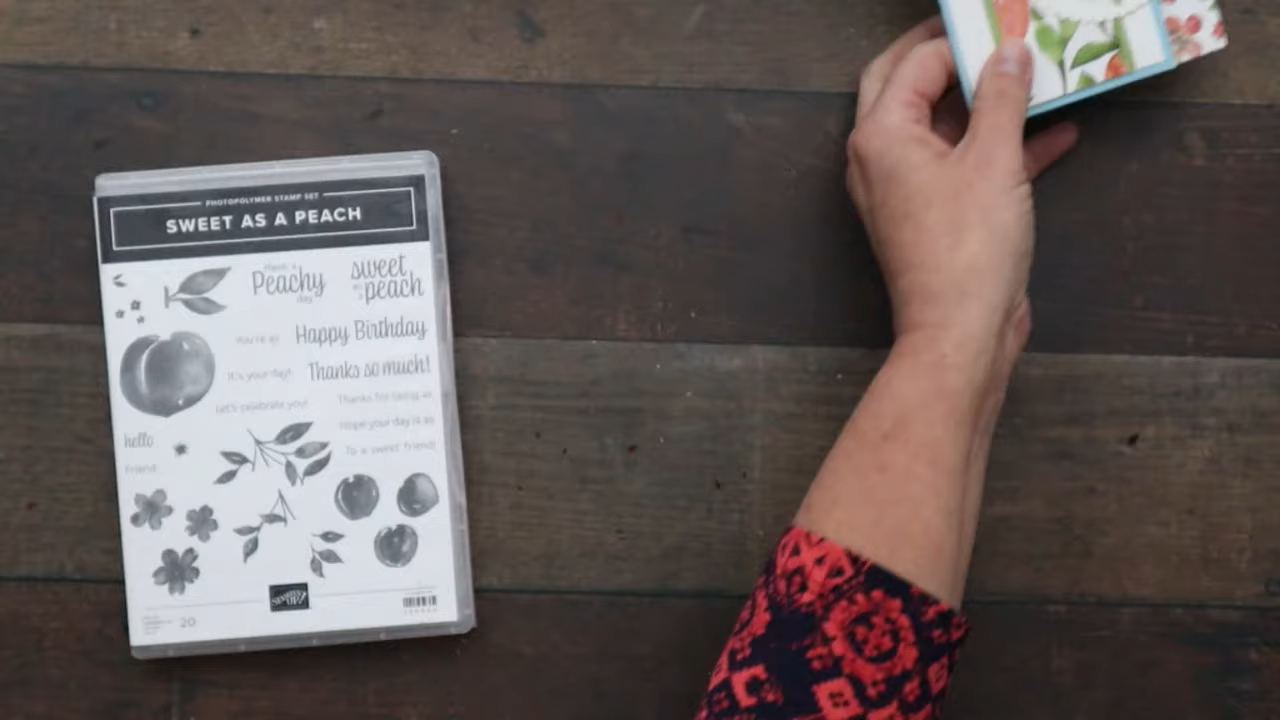 PHOTOPOLYMER STAMP SET
SWEET AS A PEACH
Have a
Peachy
day
sweet
as
a
peach
You're as
Happy Birthday
It's your day!
Thanks so much!
Let's celebrate you!
Thanks for being as
Hope your day is as
To a sweet friend!
hello
Friend
STAMPIN' UP!
20